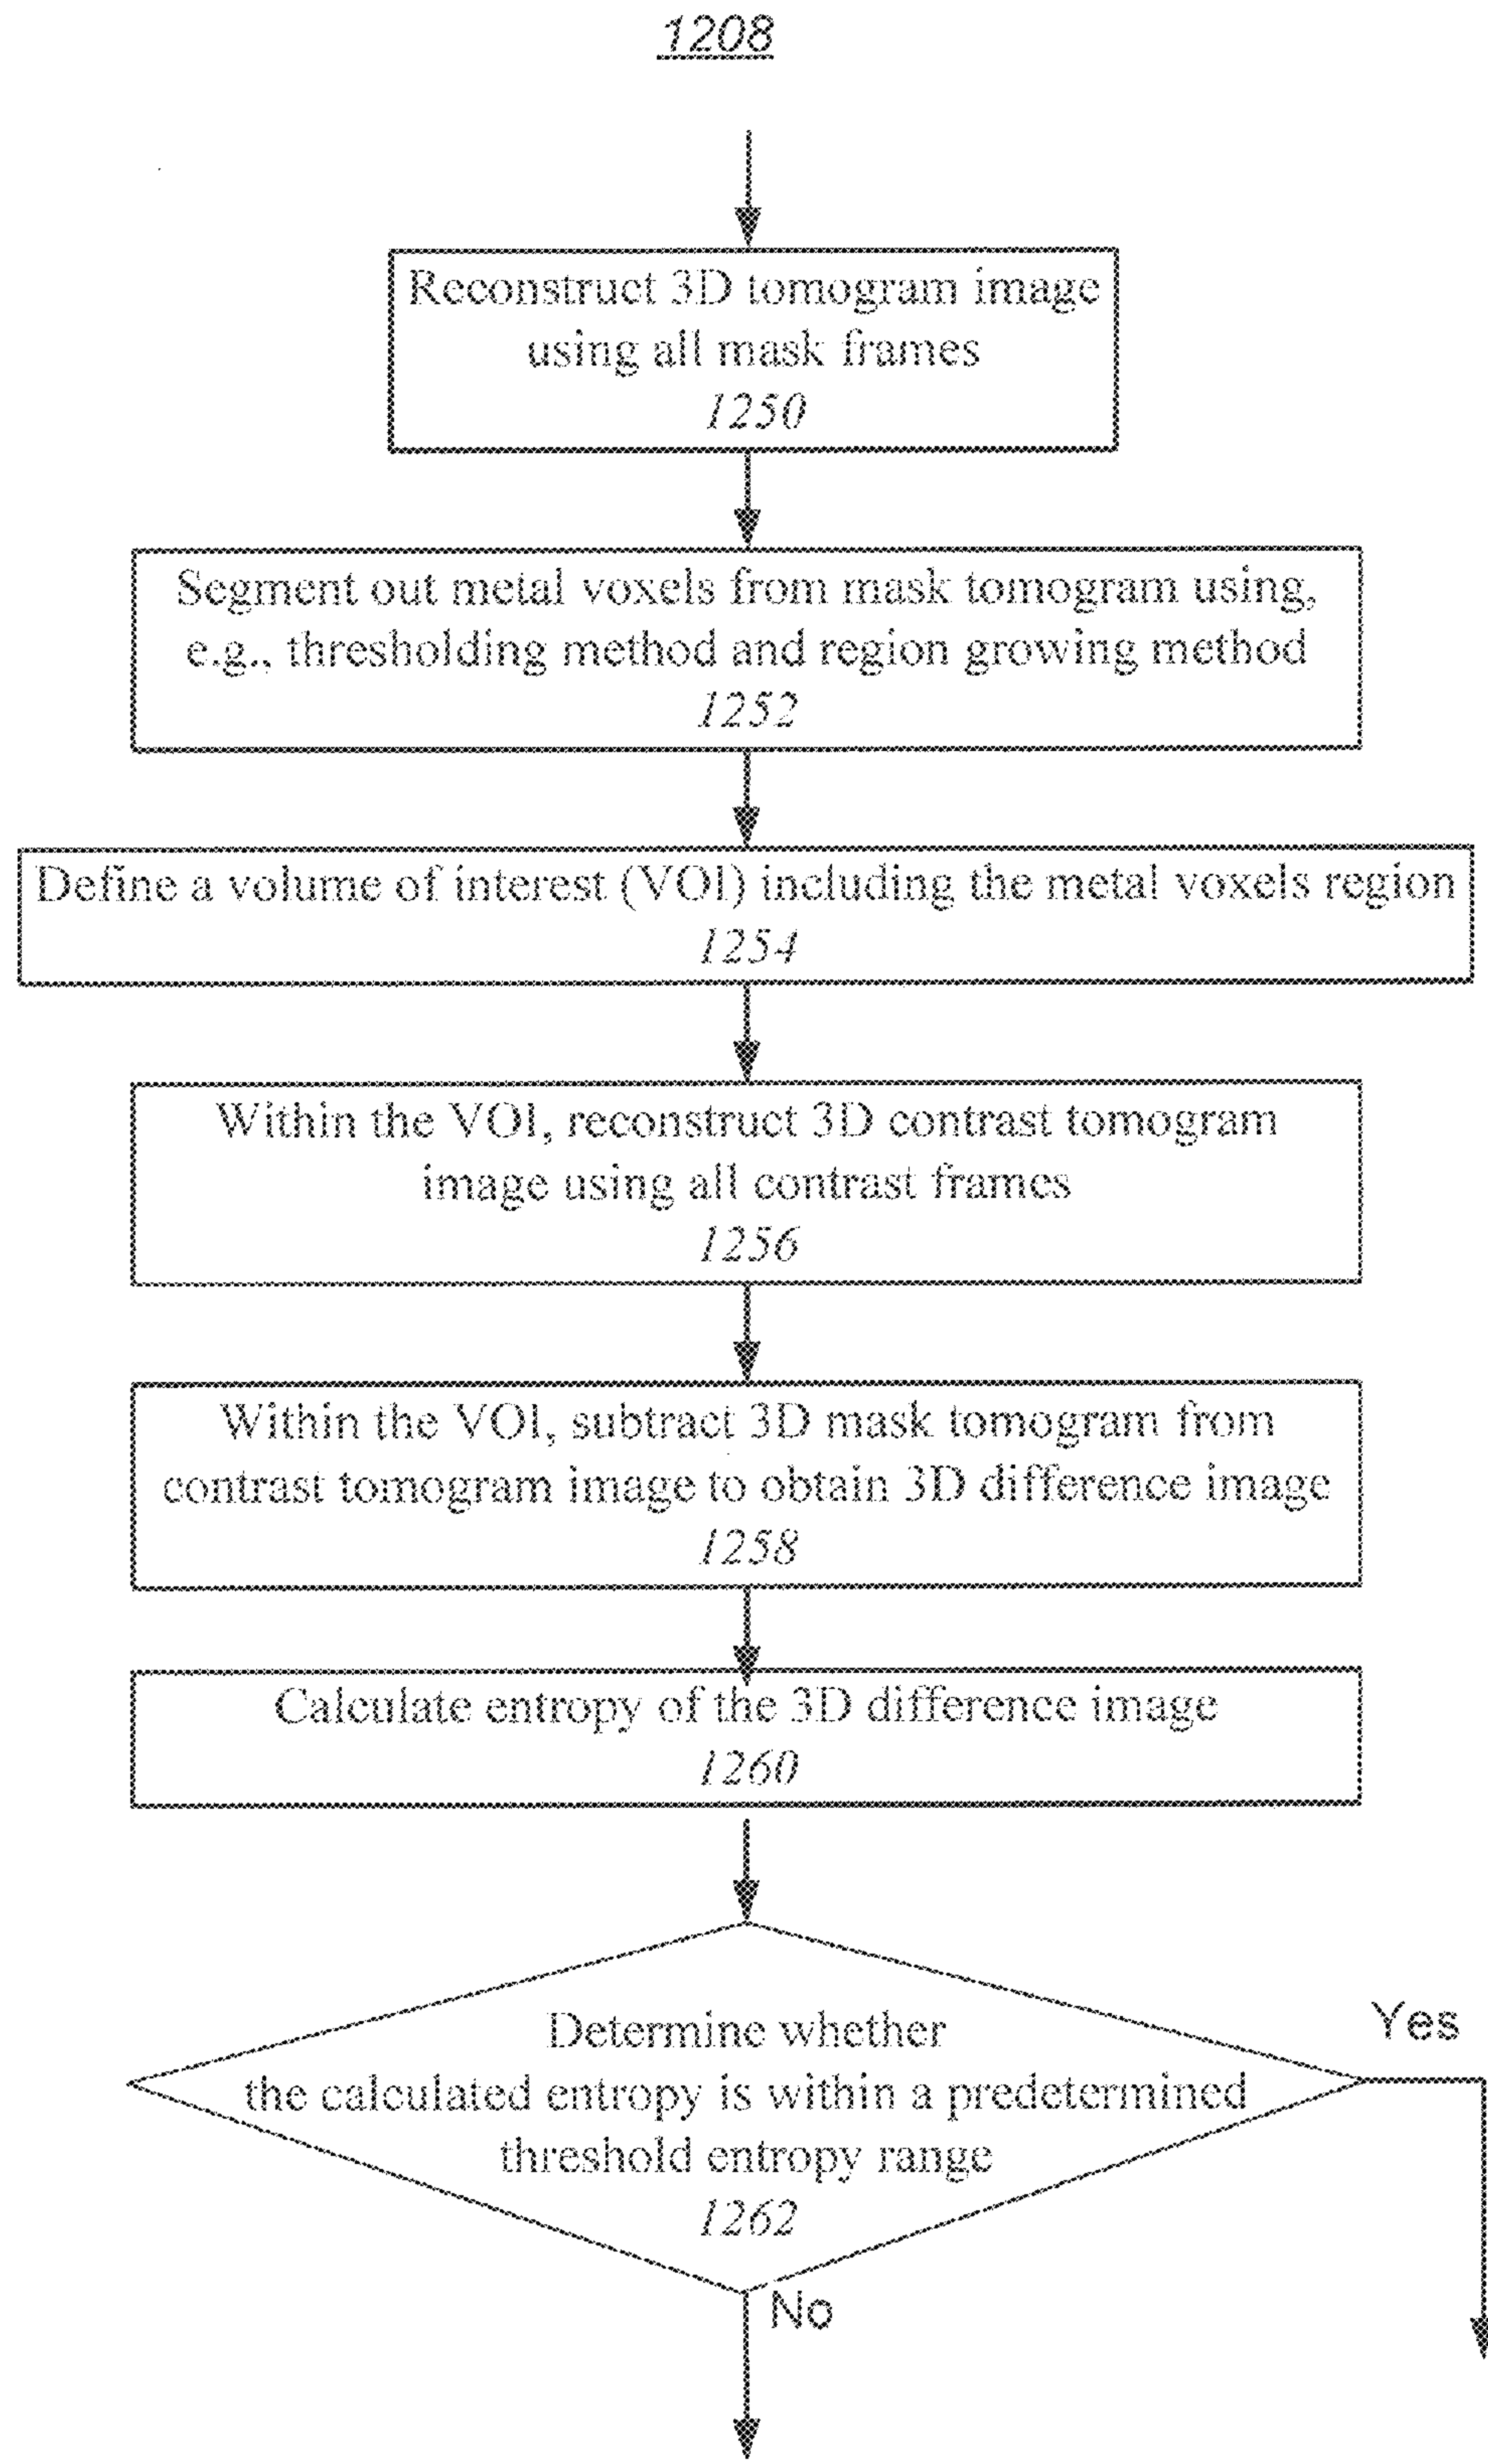 1208
Reconstruct 3D tomogram image
using all mask frames
1250
Segment out metal voxels from mask tomogram using,
e.g., thresholding method and region growing method
1252
Define a volume of interest (VOI) including the metal voxels region
1254
Within the VOI, reconstruct 3D contrast tomogram
image using all contrast frames
1256
Within the VOI, subtract 3D mask tomogram from
contrast tomogram image to obtain 3D difference image
1258
Calculate entropy of the 3D difference image
1260
Determine whether
the calculated entropy is within a predetermined
threshold entropy range
1262
Yes
No